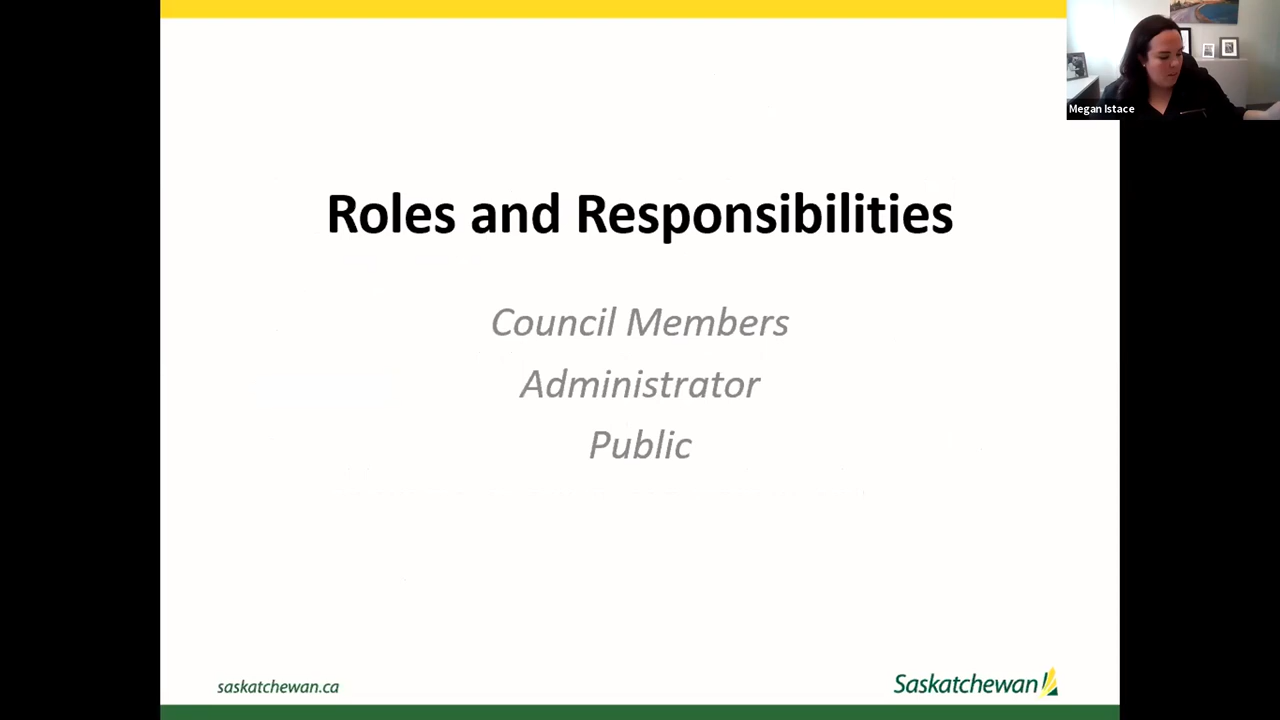 Megan Istace
Roles and Responsibilities
Council Members
Administrator
Public
saskatchewan.ca
Saskatchewan